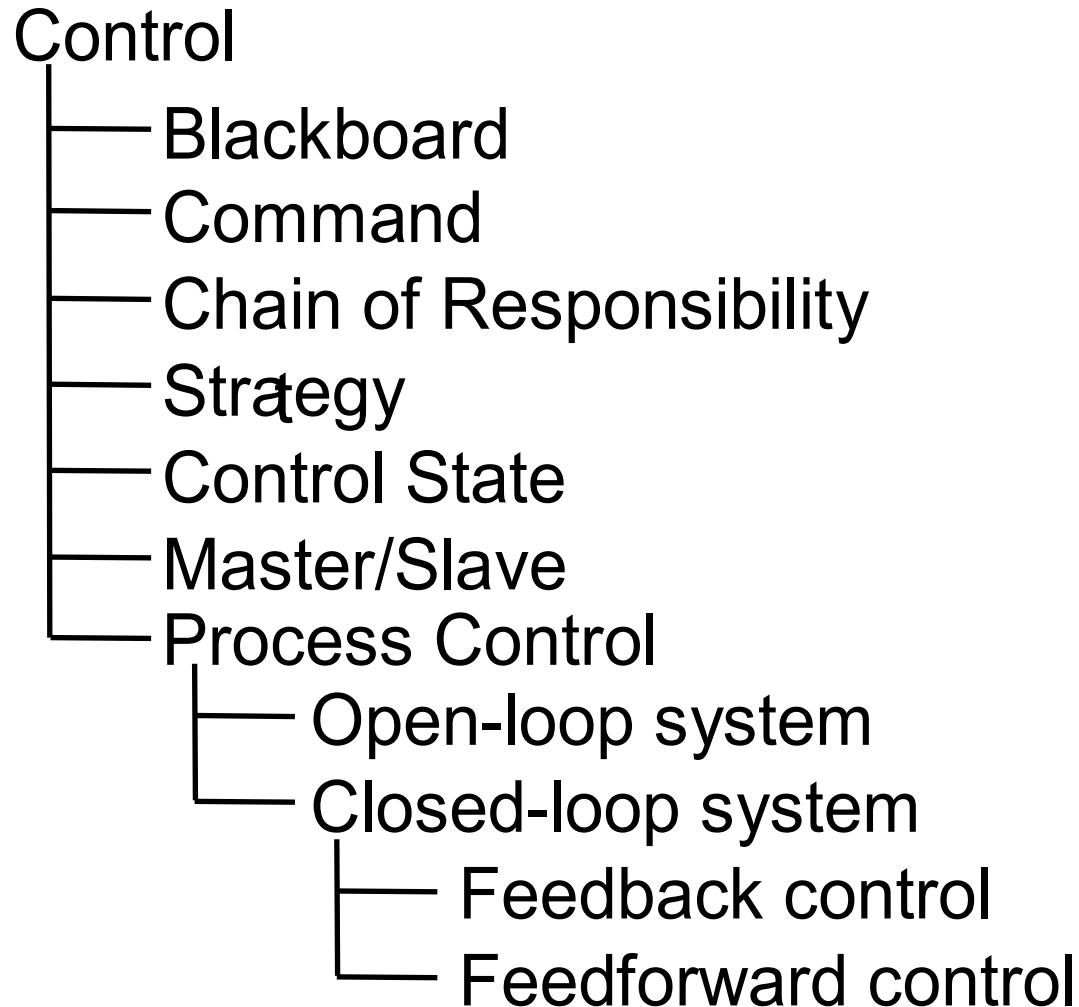 Control
Blackboard
Command
Chain of Responsibility
Strategy
Control State
Master/Slave
Process Control
Open-loop system
Closed-loop system
Feedback control
Feedforward control